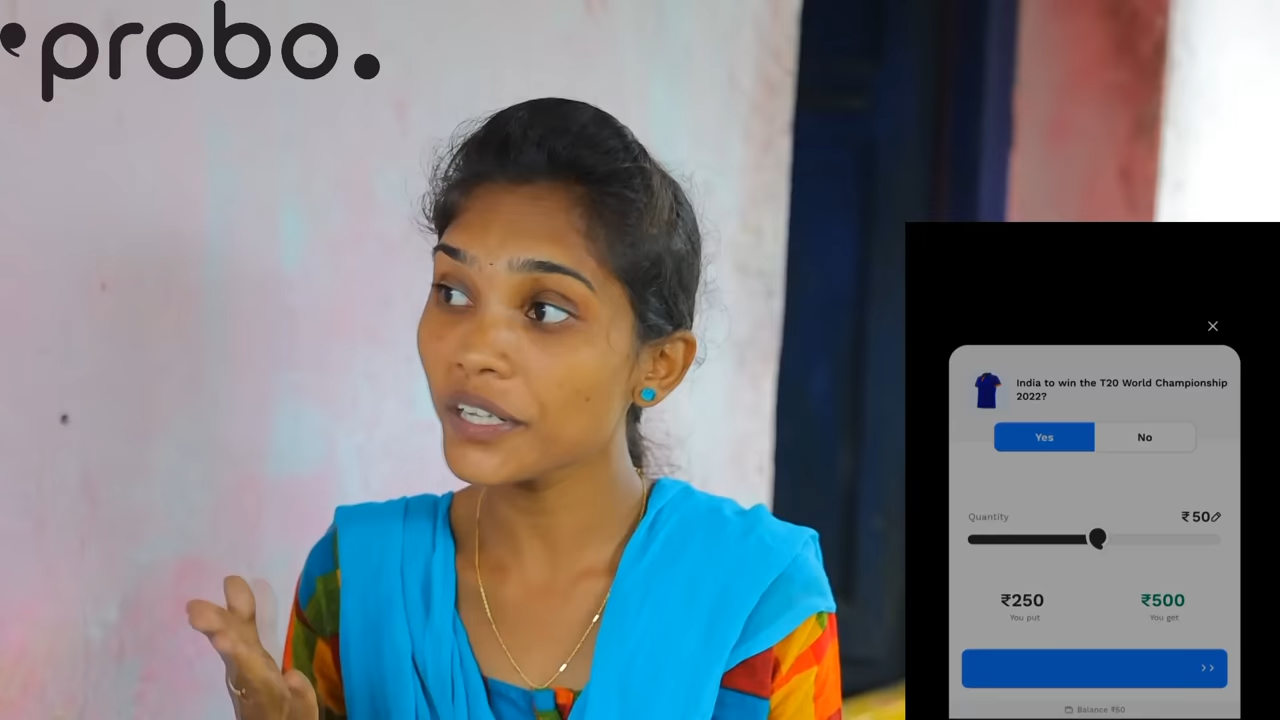 probo.
India to win the T20 World Championship
2022?
Yes
No
Quantity
₹50
₹250
₹500
You put
You get
Balance ₹60